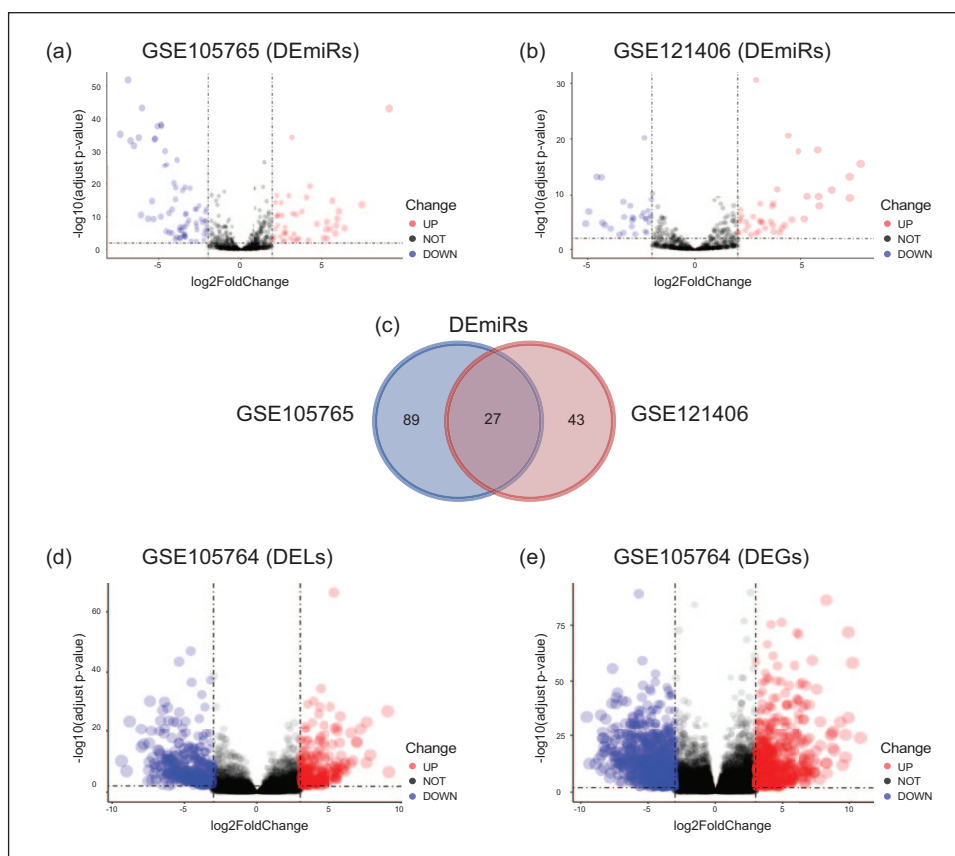 (a) GSE105765 (DEmiRs)
-log10(adjust p-value)
50
40
30
20
10
0
-5 0 5
log2FoldChange
Change
UP
NOT
DOWN
(b) GSE121406 (DEmiRs)
-log10(adjust p-value)
30
20
10
0
-5 0 5
log2FoldChange
Change
UP
NOT
DOWN
(c) DEmiRs
GSE105765 89 27 43 GSE121406
(d) GSE105764 (DELs)
-log10(adjust p-value)
60
40
20
0
-10 -5 0 5 10
log2FoldChange
Change
UP
NOT
DOWN
(e) GSE105764 (DEGs)
-log10(adjust p-value)
75
50
25
0
-10 -5 0 5 10
log2FoldChange
Change
UP
NOT
DOWN